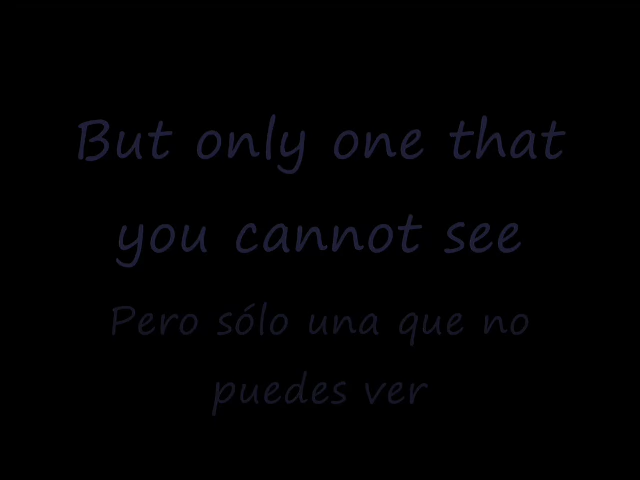 But only one that
you cannot see
Pero sólo una que no
puedes ver